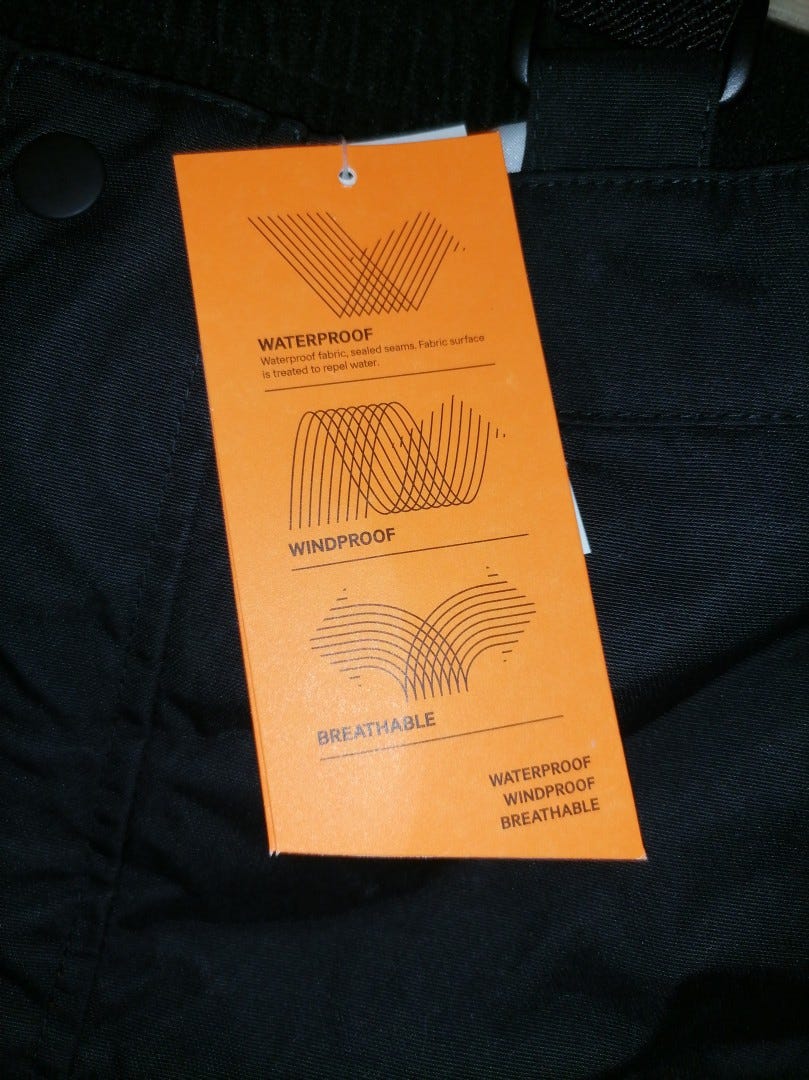 WATERPROOF
Waterproof fabric, sealed seams. Fabric surface
is treated to repel water.
WINDPROOF
BREATHABLE
WATERPROOF
WINDPROOF
BREATHABLE